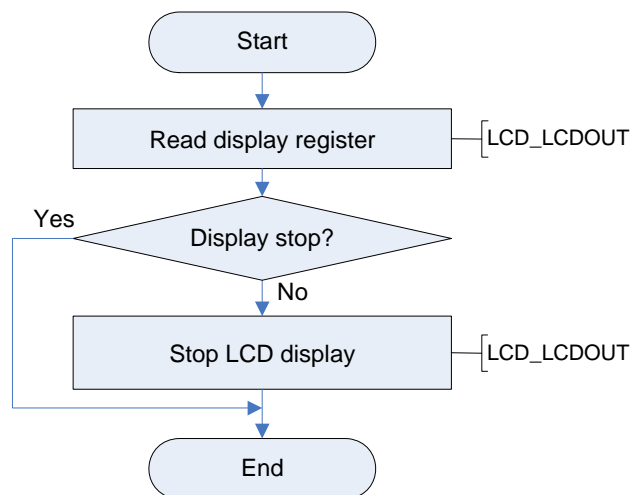 Start
Read display register
LCD_LCDOUT
Yes
Display stop?
No
Stop LCD display
LCD_LCDOUT
End